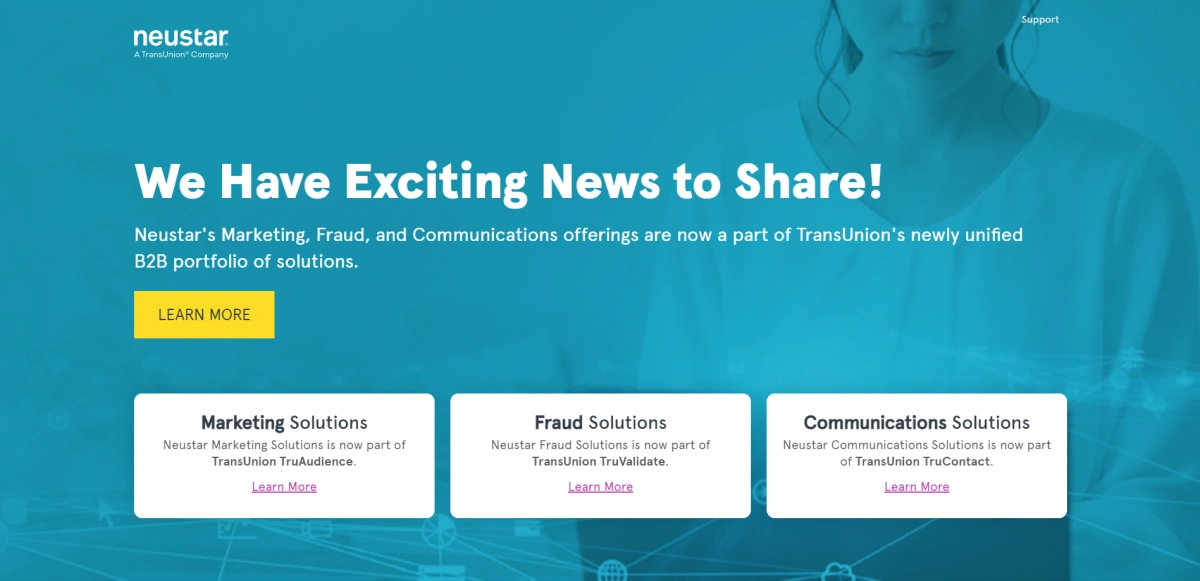 neustar
Support
A TransUnion® Company
We Have Exciting News to Share!
Neustar's Marketing, Fraud, and Communications offerings are now a part of TransUnion's newly unified
B2B portfolio of solutions.
LEARN MORE
Marketing Solutions
Neustar Marketing Solutions is now part of
TransUnion TruAudience.
Learn More
Fraud Solutions
Neustar Fraud Solutions is now part of
TransUnion TruValidate.
Learn More
Communications Solutions
Neustar Communications Solutions is now part
of TransUnion TruContact.
Learn More